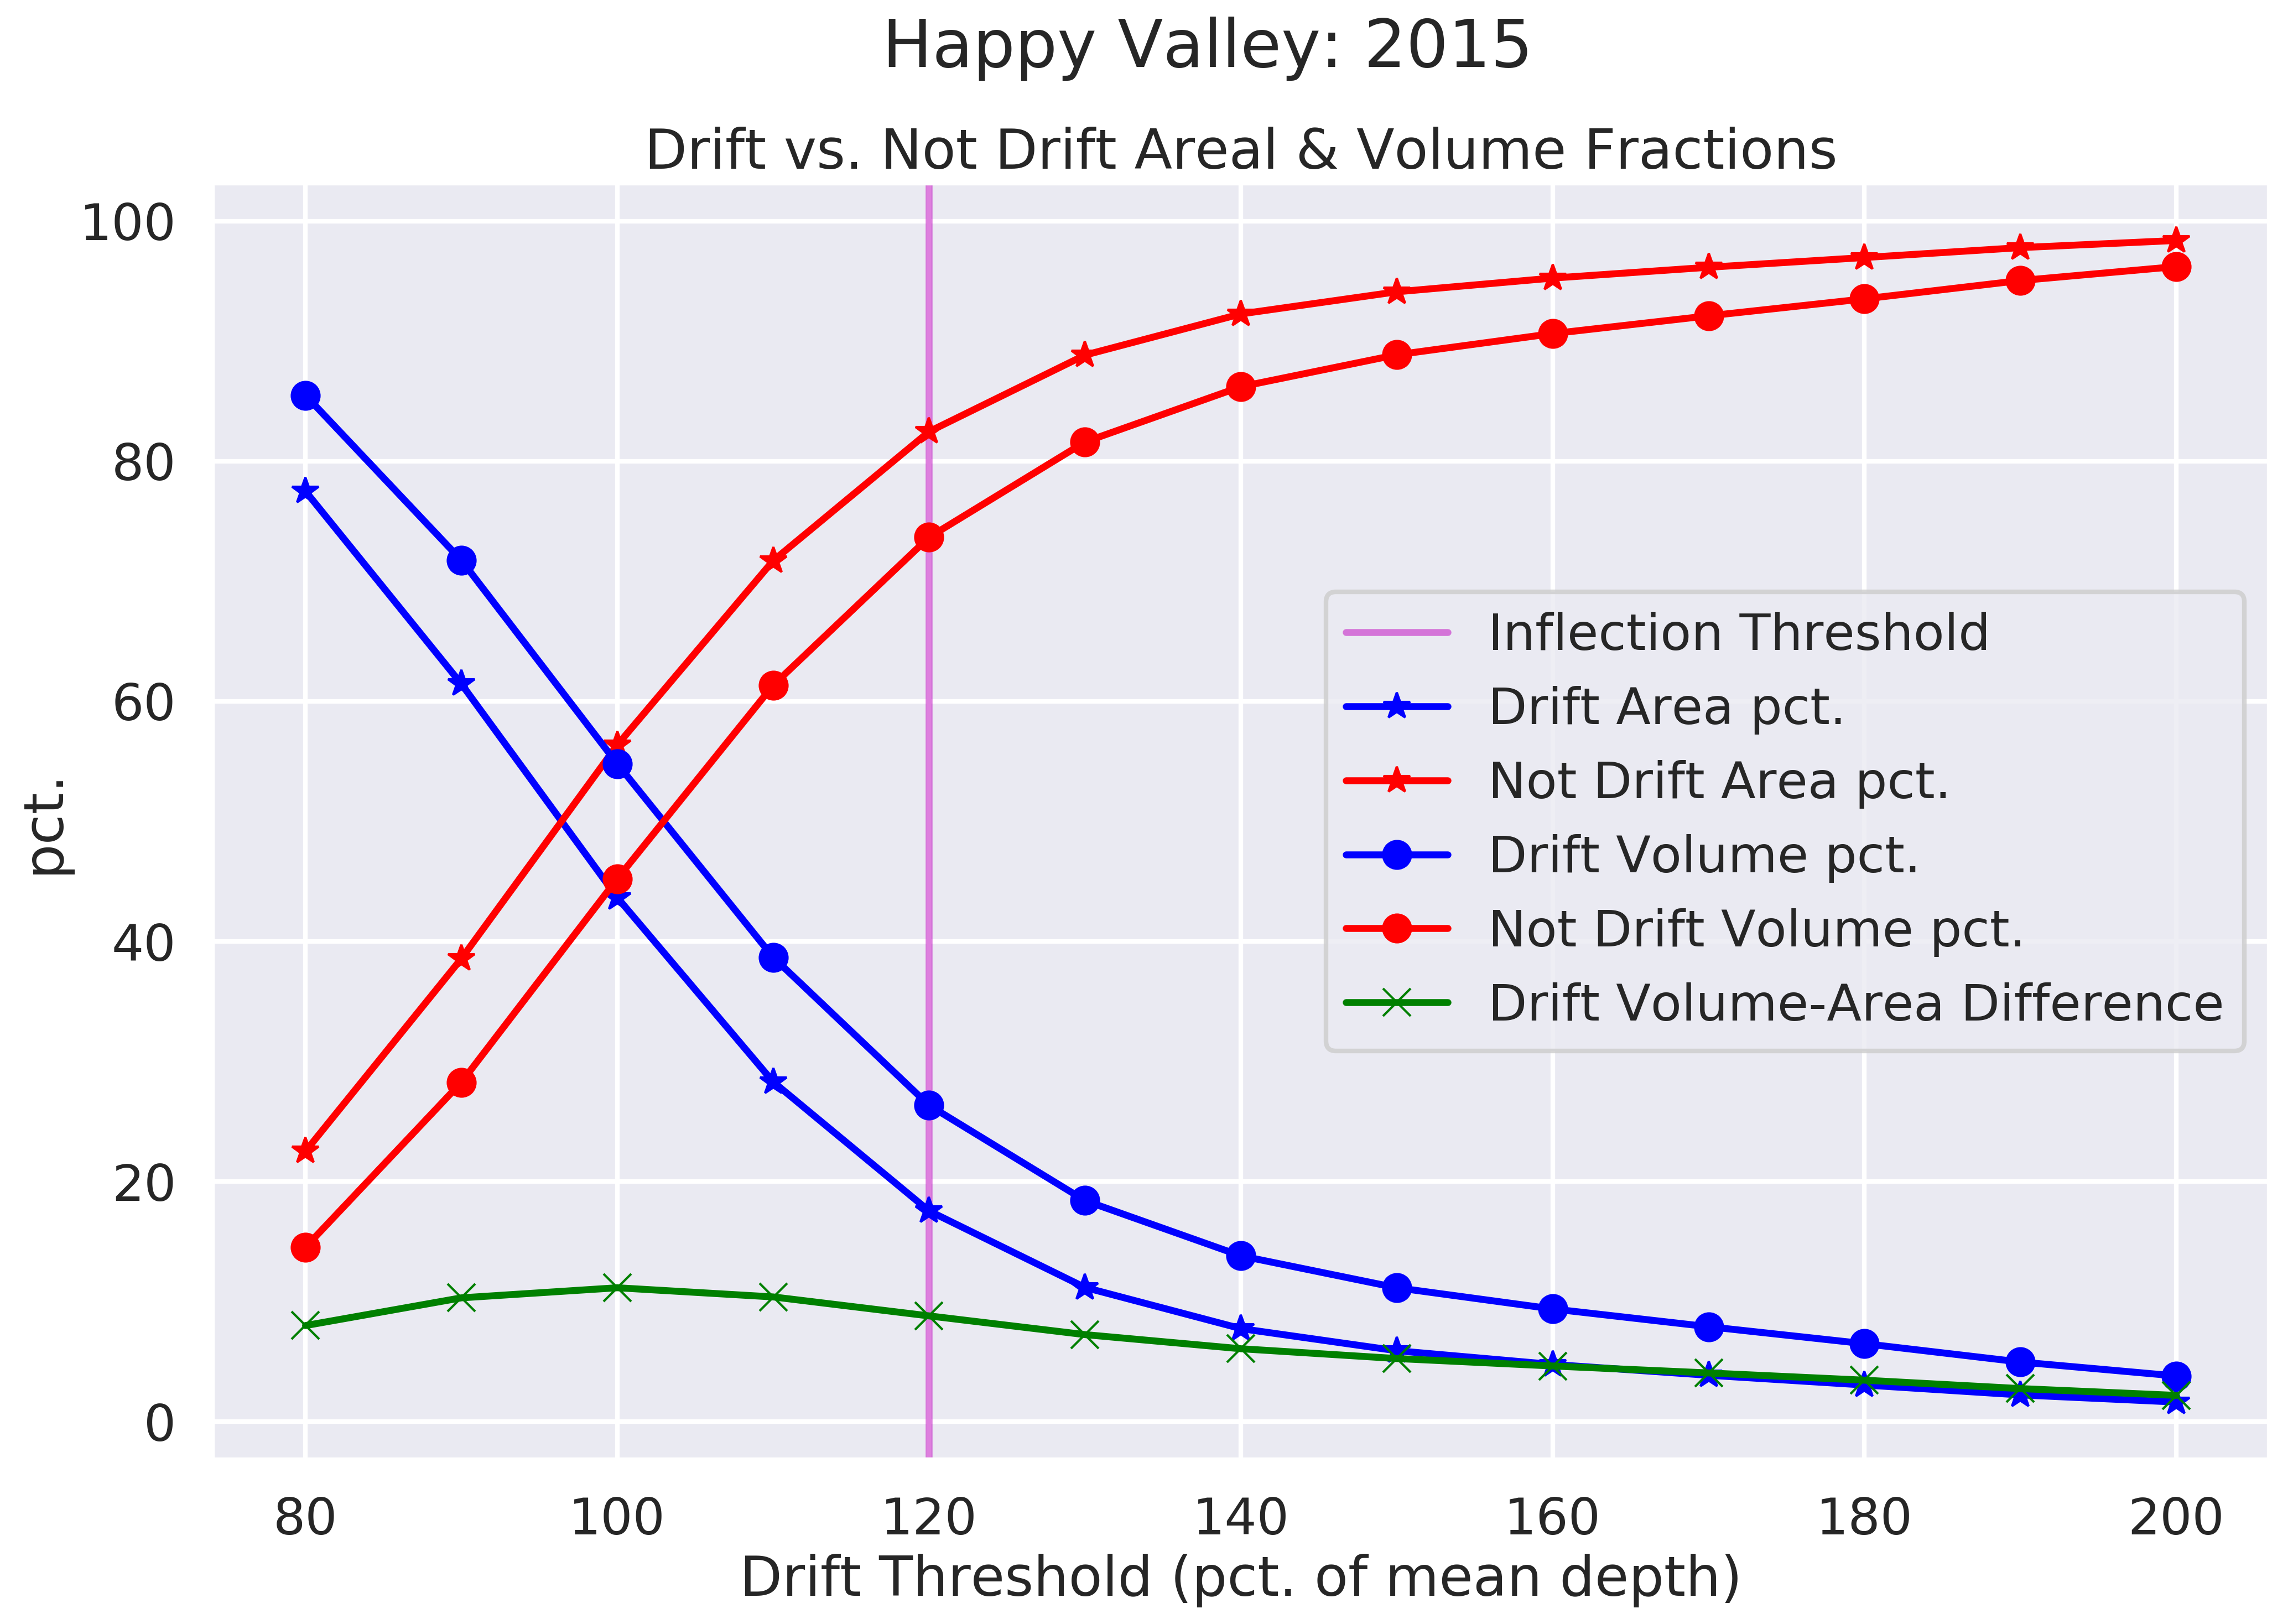 Happy Valley: 2015
Drift vs. Not Drift Areal & Volume Fractions
100
80
60
40
20
0
pct.
Inflection Threshold
Drift Area pct.
Not Drift Area pct.
Drift Volume pct.
Not Drift Volume pct.
Drift Volume-Area Difference
80 100 120 140 160 180 200
Drift Threshold (pct. of mean depth)